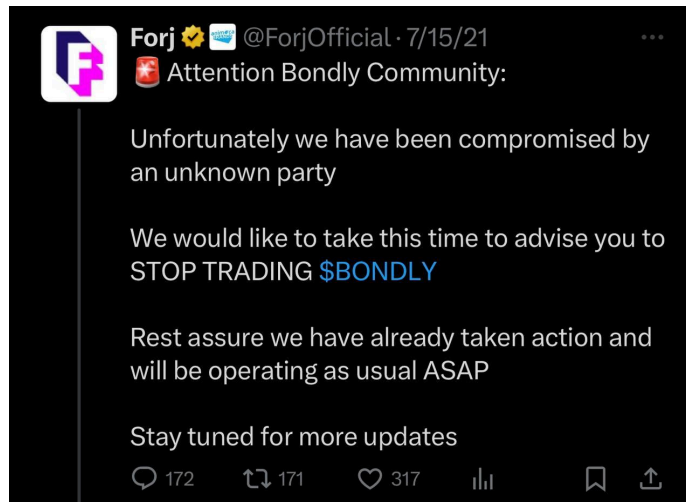 Forj @ForjOfficial · 7/15/21
🚨 Attention Bondly Community:
Unfortunately we have been compromised by
an unknown party
We would like to take this time to advise you to
STOP TRADING $BONDLY
Rest assure we have already taken action and
will be operating as usual ASAP
Stay tuned for more updates
172 171 317